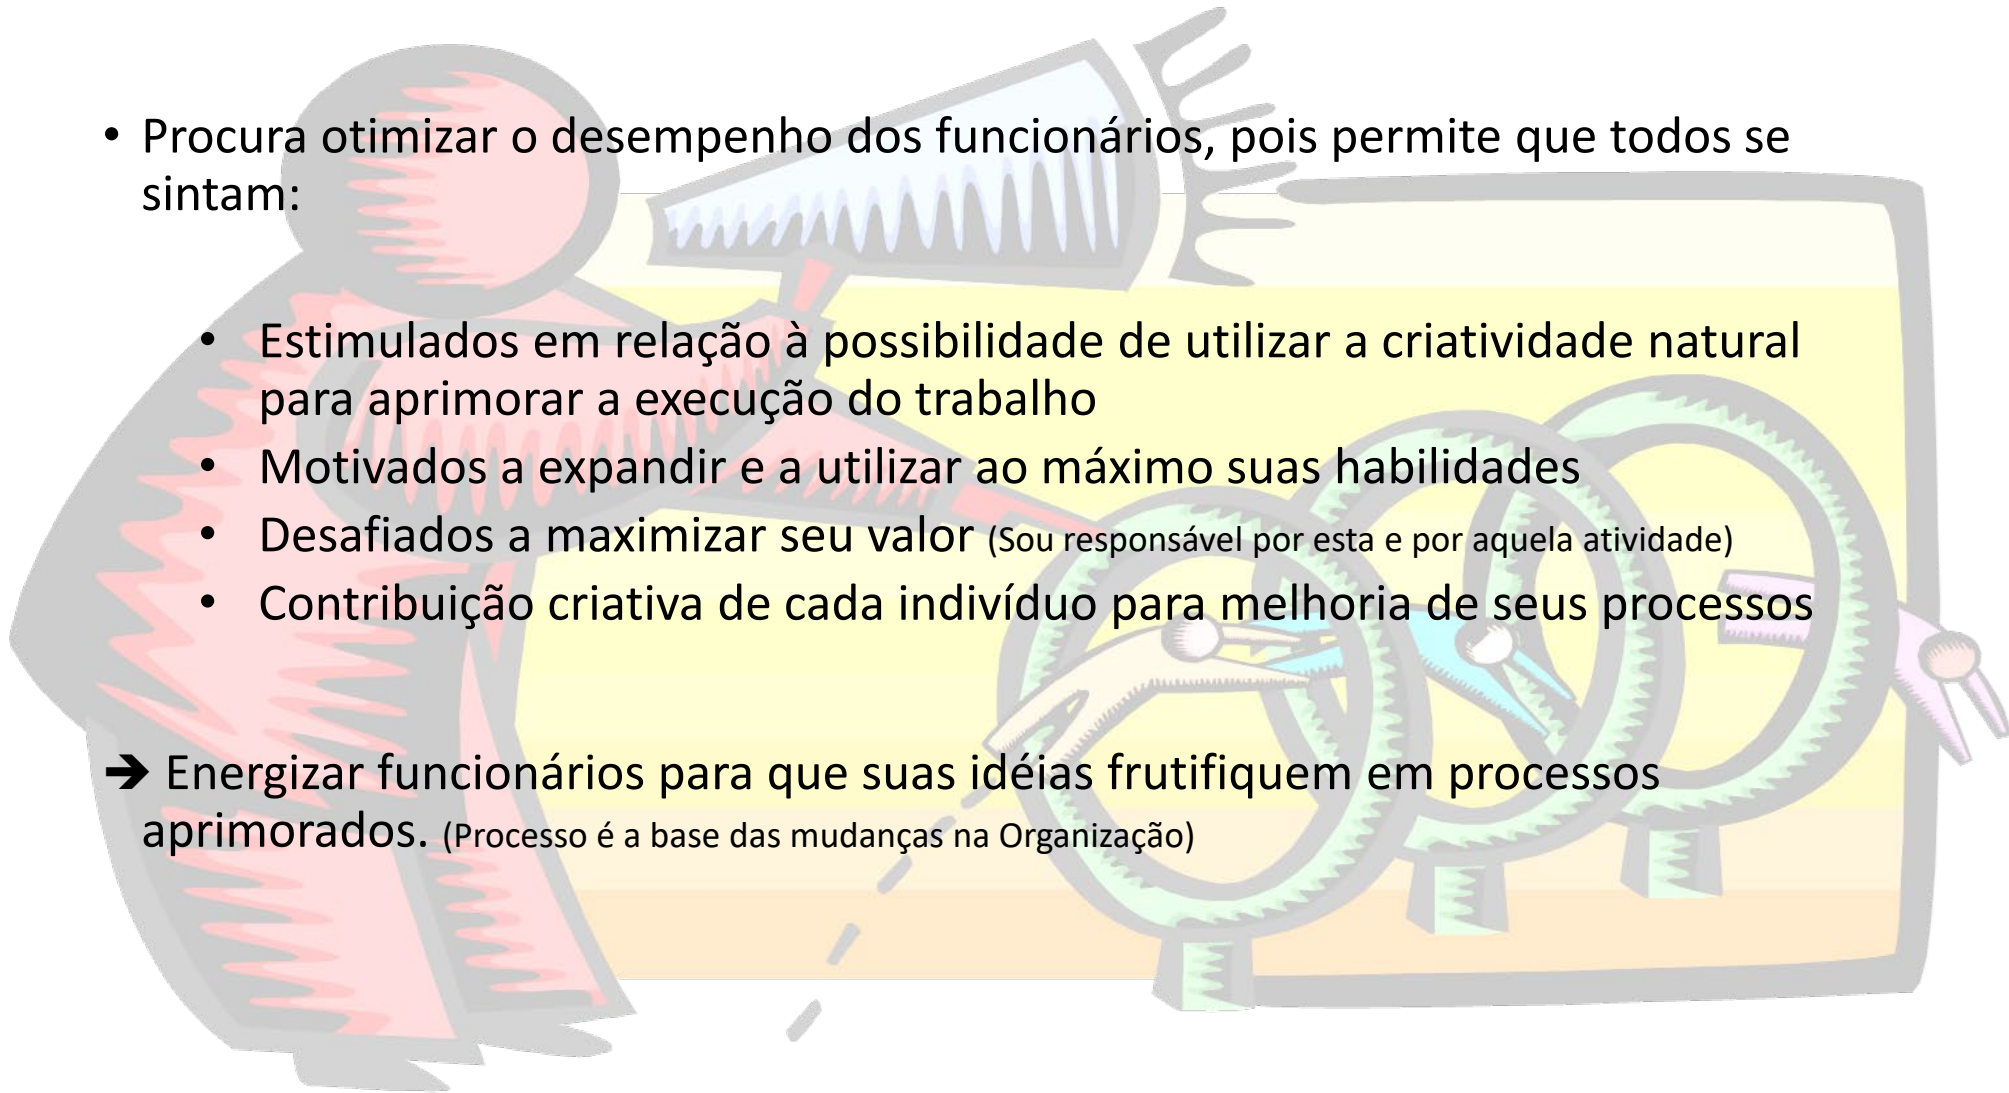 • Procura otimizar o desempenho dos funcionários, pois permite que todos se
sintam:
• Estimulados em relação à possibilidade de utilizar a criatividade natural
para aprimorar a execução do trabalho
• Motivados a expandir e a utilizar ao máximo suas habilidades
• Desafiados a maximizar seu valor (Sou responsável por esta e por aquela atividade)
• Contribuição criativa de cada indivíduo para melhoria de seus processos
➔ Energizar funcionários para que suas idéias frutifiquem em processos
aprimorados. (Processo é a base das mudanças na Organização)